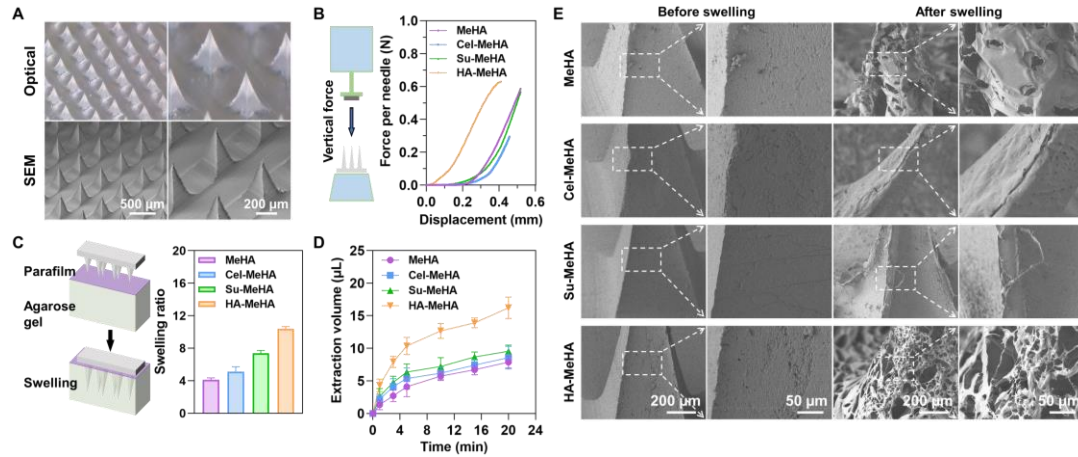 A
Optical
SEM
500 μm
200 μm
B
Vertical force
Force per needle (N)
1.0
0.8
0.6
0.4
0.2
0.0
MeHA
Cel-MeHA
Su-MeHA
HA-MeHA
0.0 0.2 0.4 0.6
Displacement (mm)
C
Parafilm
Agarose
gel
Swelling
Swelling ratio
20
16
12
8
4
0
MeHA
Cel-MeHA
Su-MeHA
HA-MeHA
D
Extraction volume (μL)
25
20
15
10
5
0
MeHA
Cel-MeHA
Su-MeHA
HA-MeHA
0 4 8 12 16 20 24
Time (min)
E
Before swelling
After swelling
MeHA
Cel-MeHA
Su-MeHA
HA-MeHA
200 μm
50 μm
200 μm
50 μm